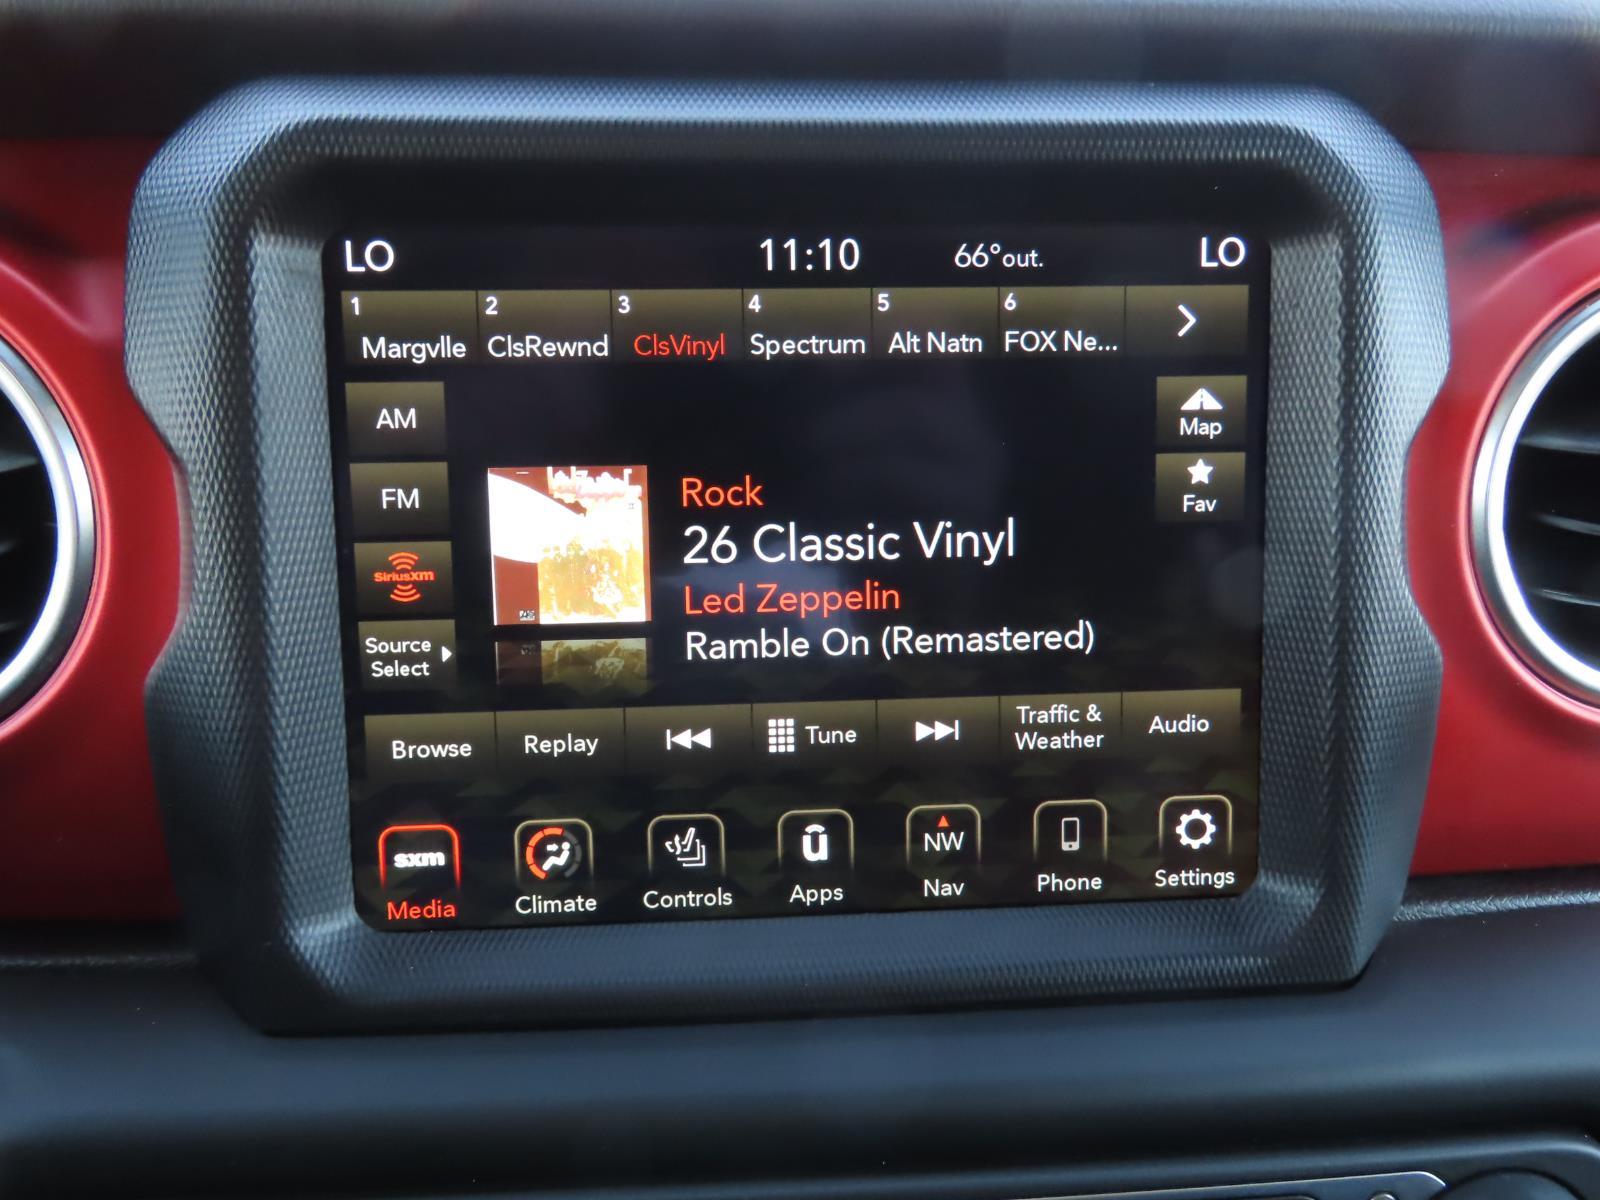 LO 11:10 66°out. LO
1 2 3 4 5 6
Margvlle ClsRewnd ClsVinyl Spectrum Alt Natn FOX Ne...
AM
Map
FM
Fav
SiriusXM
Source
Select
Rock
26 Classic Vinyl
Led Zeppelin
Ramble On (Remastered)
Browse Replay Tune Traffic &
Weather Audio
sxm NW
Media Climate Controls Apps Nav Phone Settings